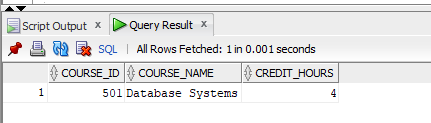 Script Output x Query Result x
SQL | All Rows Fetched: 1 in 0.001 seconds
COURSE_ID COURSE_NAME CREDIT_HOURS
1 501 Database Systems 4